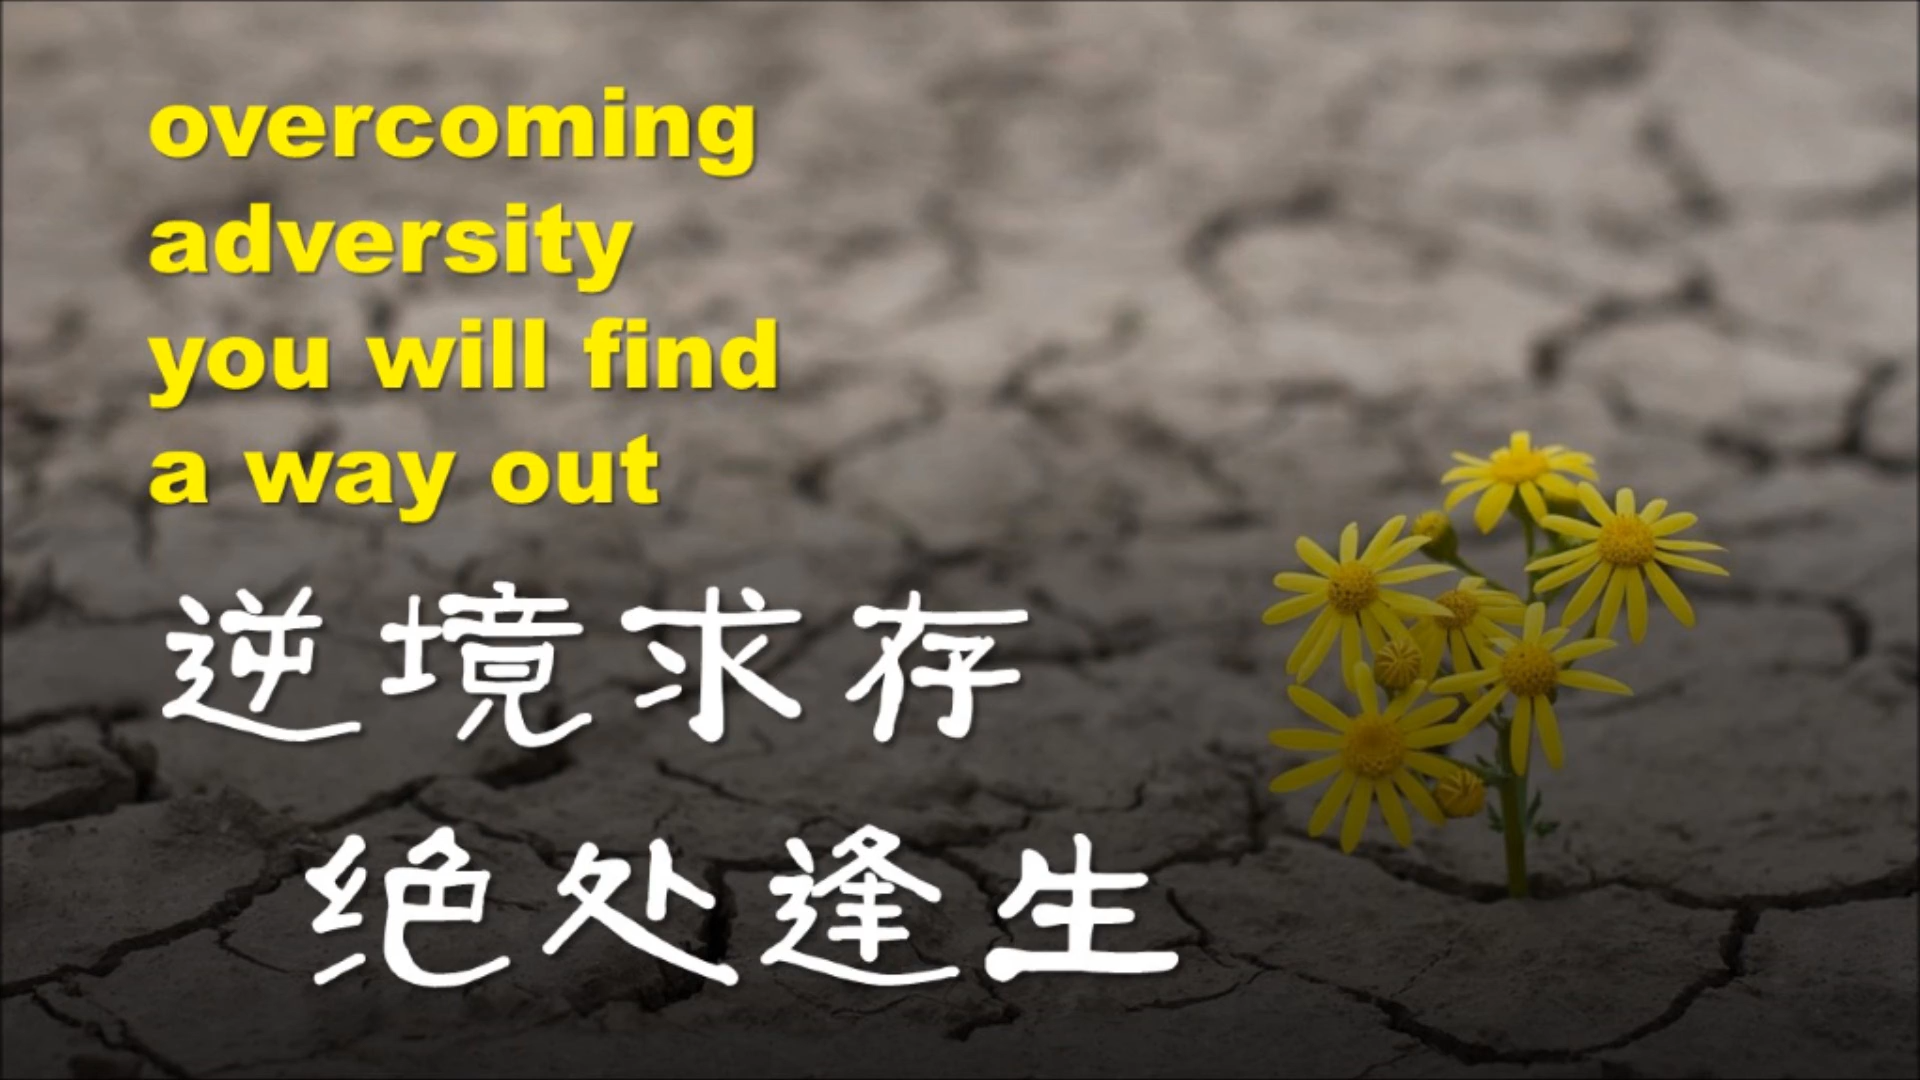 overcoming
adversity
you will find
a way out
逆境求存
绝处逢生